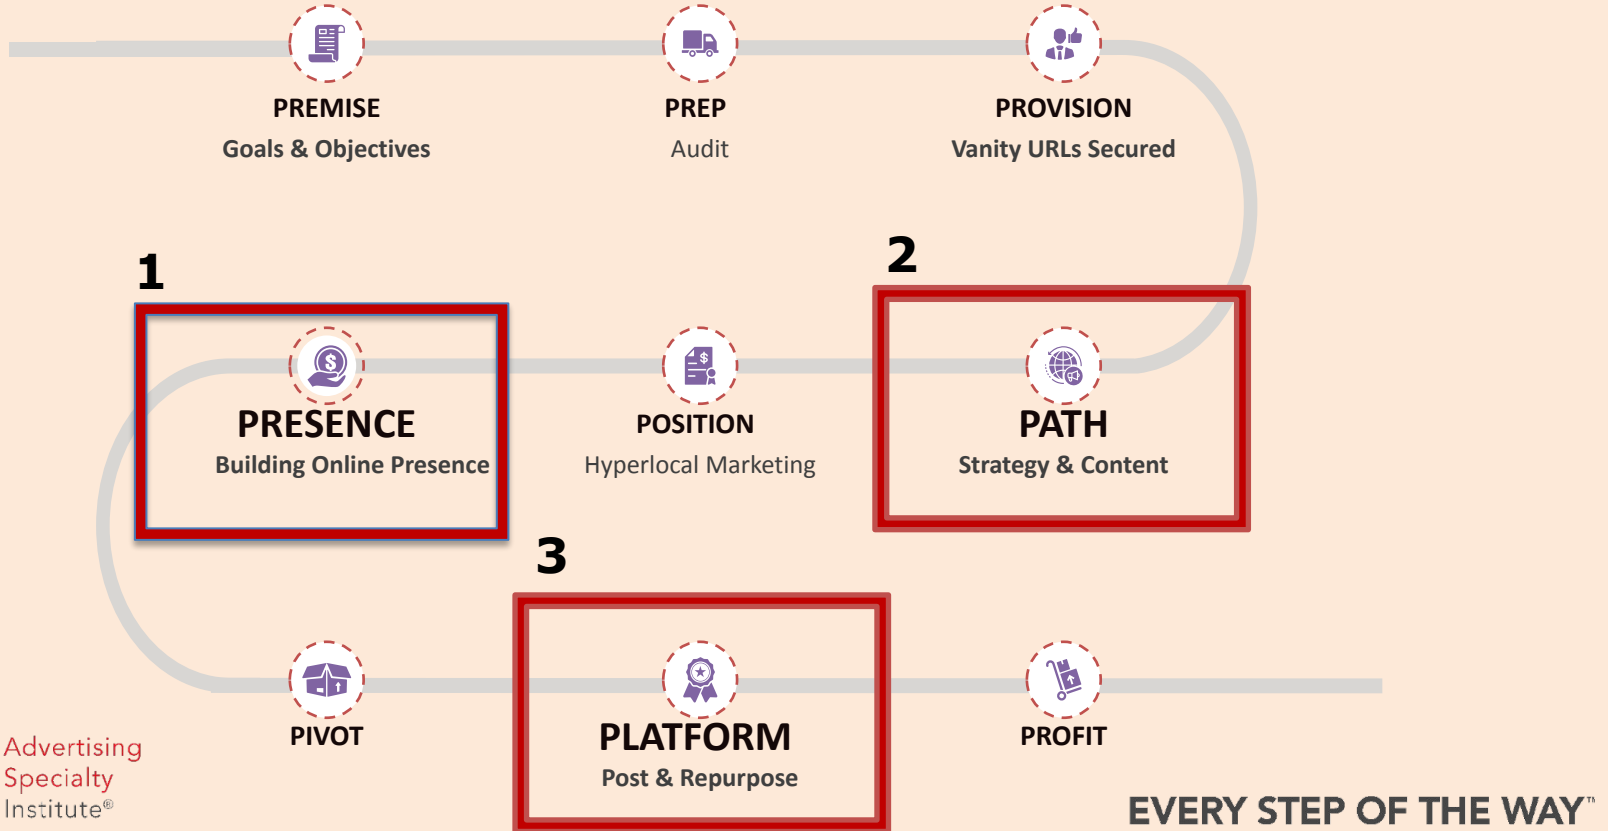 PREMISE
Goals & Objectives
PREP
Audit
PROVISION
Vanity URLs Secured
1
PRESENCE
Building Online Presence
POSITION
Hyperlocal Marketing
2
PATH
Strategy & Content
3
PIVOT
PLATFORM
Post & Repurpose
PROFIT
Advertising
Specialty
Institute®
EVERY STEP OF THE WAY™